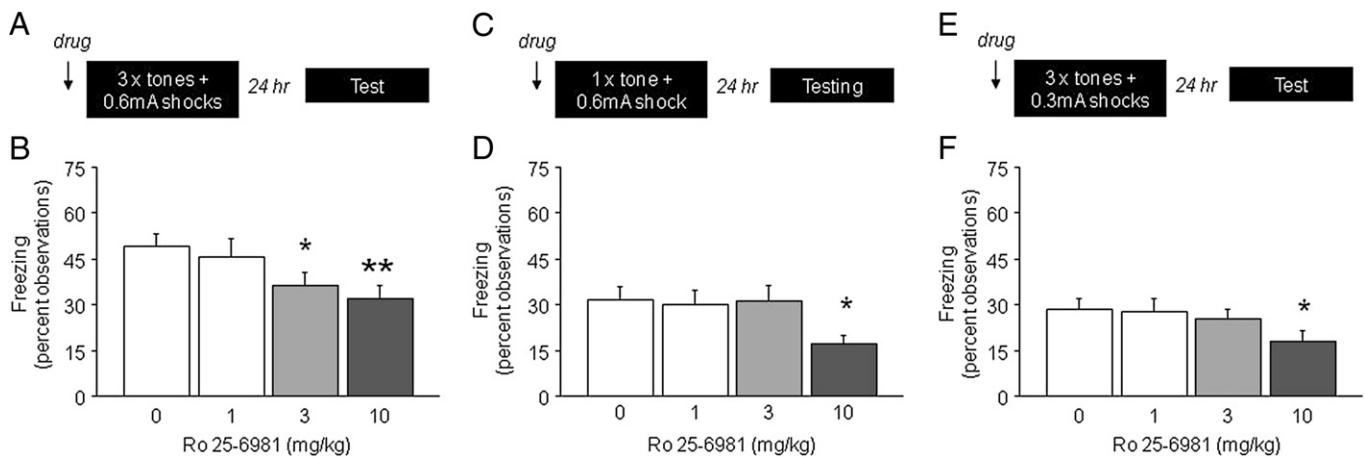 A
drug
3 x tones +
0.6mA shocks
24 hr
Test
B
75
60
45
30
15
0
Freezing
(percent observations)
*
**
0 1 3 10
Ro 25-6981 (mg/kg)
C
drug
1 x tone +
0.6mA shock
24 hr
Testing
D
75
60
45
30
15
0
Freezing
(percent observations)
*
0 1 3 10
Ro 25-6981 (mg/kg)
E
drug
3 x tones +
0.3mA shocks
24 hr
Test
F
75
60
45
30
15
0
Freezing
(percent observations)
*
0 1 3 10
Ro 25-6981 (mg/kg)